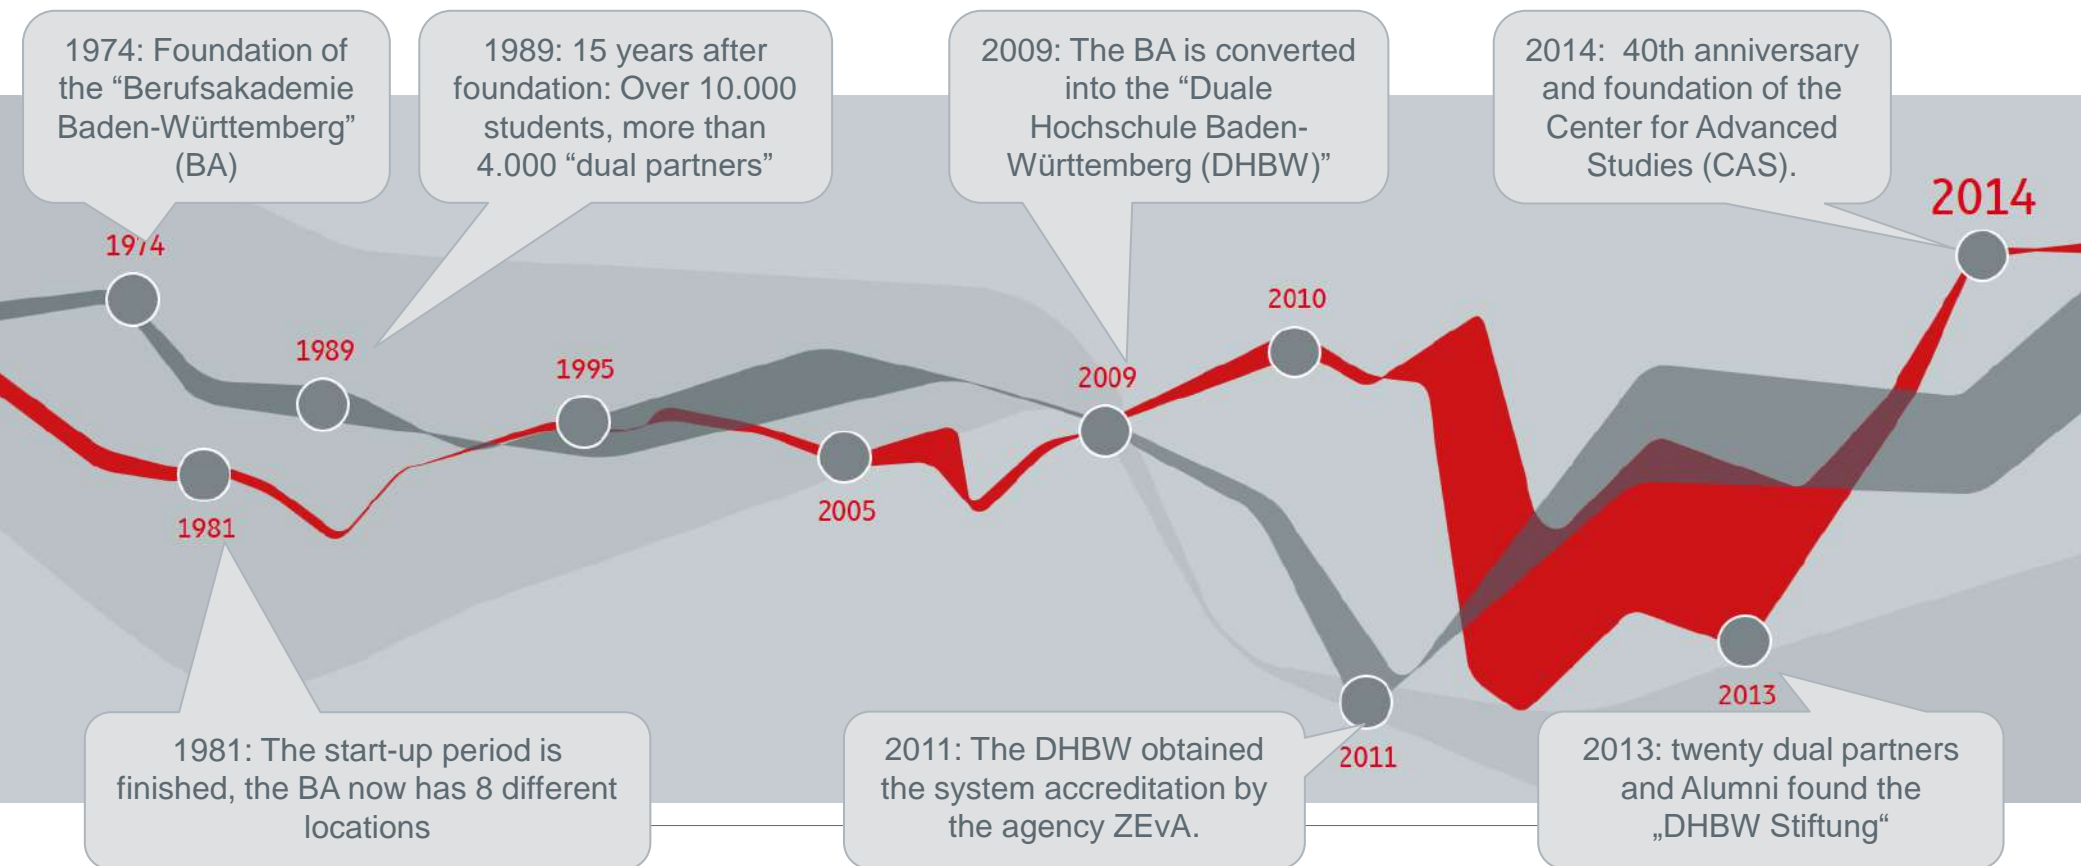 1974: Foundation of
the “Berufsakademie
Baden-Württemberg”
(BA)
1989: 15 years after
foundation: Over 10.000
students, more than
4.000 “dual partners”
2009: The BA is converted
into the “Duale
Hochschule Baden-
Württemberg (DHBW)”
2014:  40th anniversary
and foundation of the
Center for Advanced
Studies (CAS).
2014
1974
2010
1989
1995
2009
2005
1981
2013
2011
1981: The start-up period is
finished, the BA now has 8 different
locations
2011: The DHBW obtained
the system accreditation by
the agency ZEvA.
2013: twenty dual partners
and Alumni found the
„DHBW Stiftung“